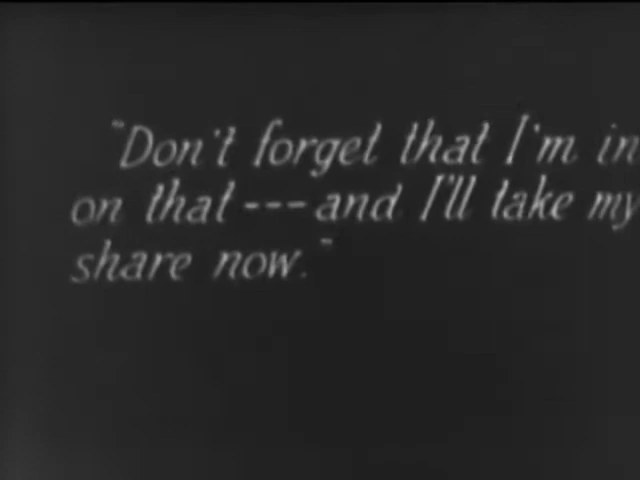 "Don't forget that I'm in
on that---and I'll take my
share now."